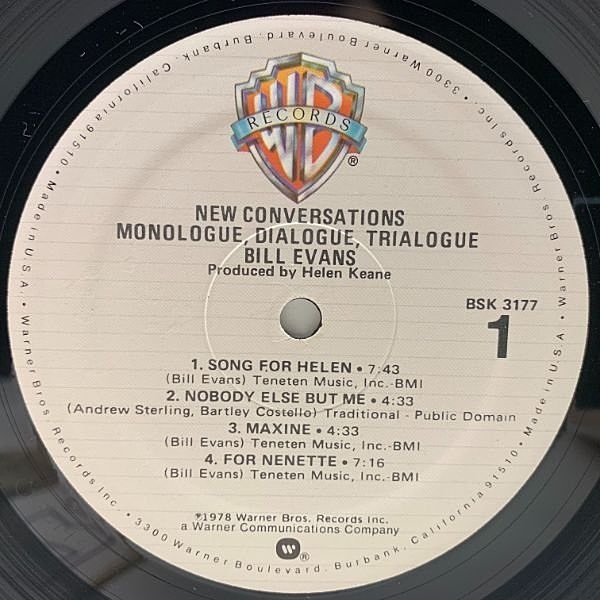 WB
RECORDS
®
NEW CONVERSATIONS
MONOLOGUE, DIALOGUE, TRIALOGUE
BILL EVANS
Produced by Helen Keane
BSK 3177
1
1. SONG FOR HELEN • 7:43
(Bill Evans) Teneten Music, Inc.-BMI
2. NOBODY ELSE BUT ME • 4:33
(Andrew Sterling, Bartley Costello) Traditional - Public Domain
3. MAXINE • 4:33
(Bill Evans) Teneten Music, Inc.-BMI
4. FOR NENETTE • 7:16
(Bill Evans) Teneten Music, Inc.-BMI
℗1978 Warner Bros. Records Inc.
a Warner Communications Company
®
Warner Bros. Records Inc. • 3300 Warner Boulevard, Burbank, California 91510 • Made in U.S.A. • Warner Bros. Records Inc. • 3300 Warner Boulevard, Burbank, California 91510 • Made in U.S.A. •